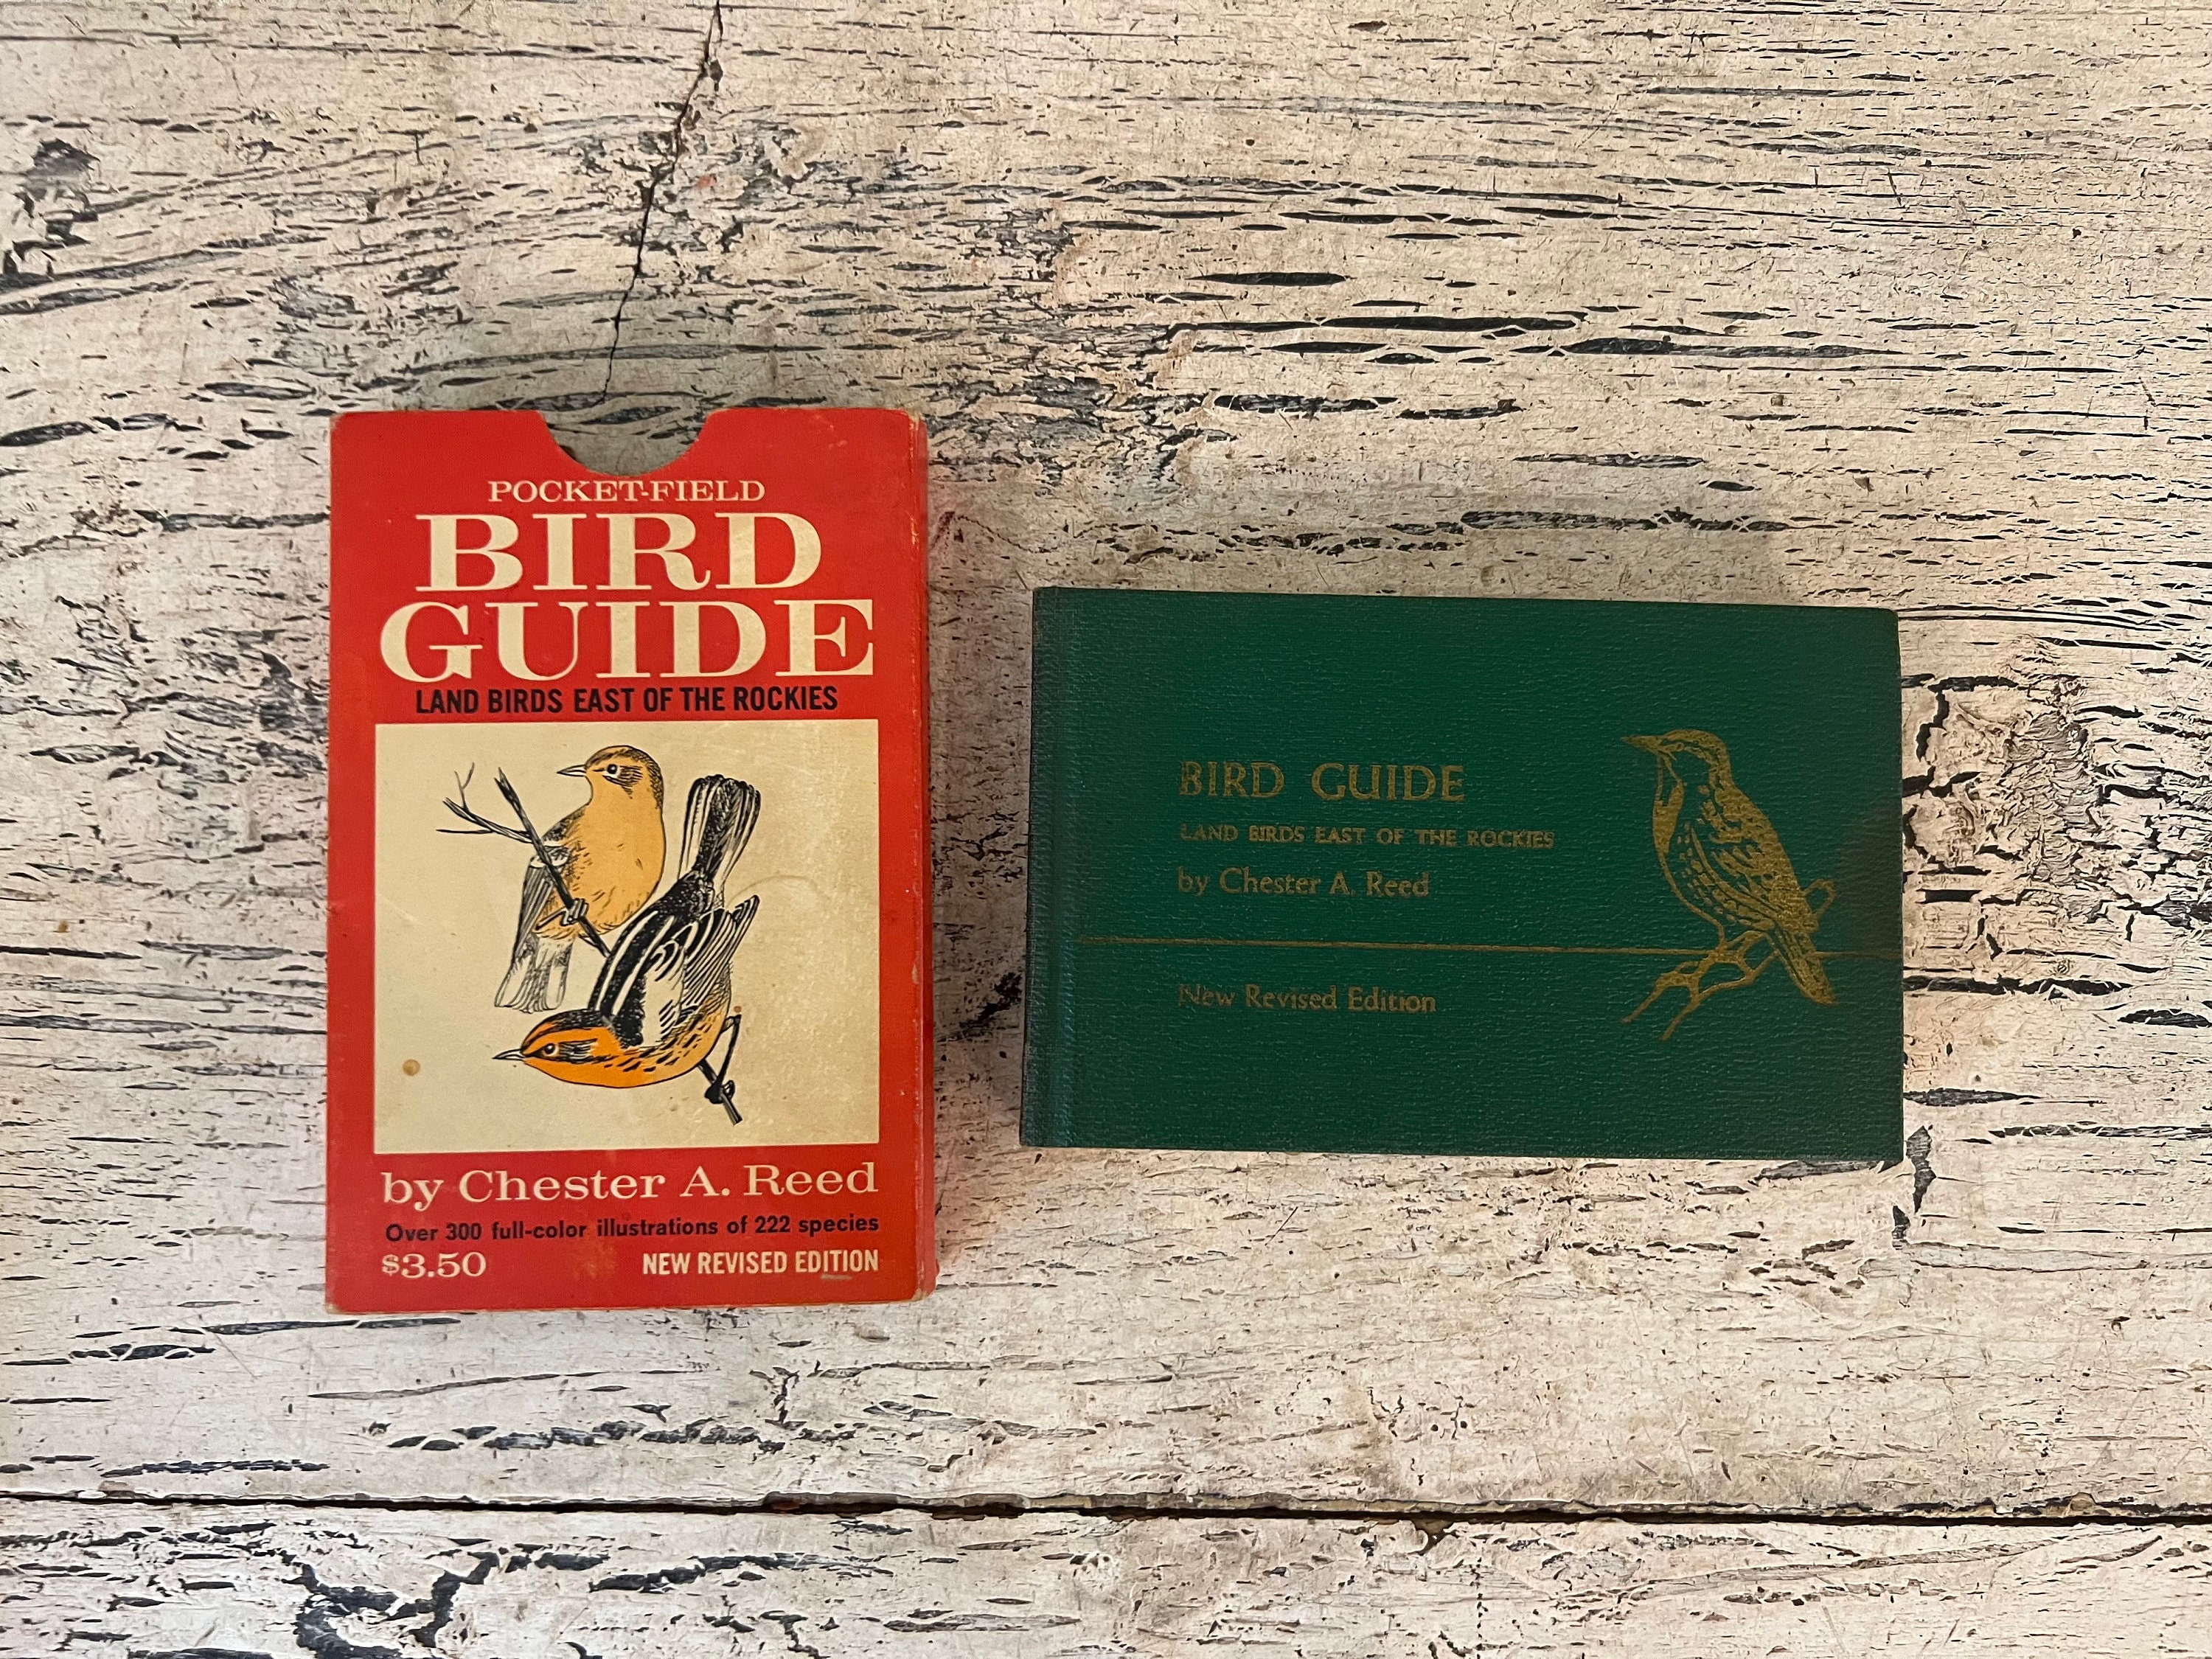 POCKET-FIELD
BIRD
GUIDE
LAND BIRDS EAST OF THE ROCKIES
by Chester A. Reed
Over 300 full-color illustrations of 222 species
$3.50 NEW REVISED EDITION
BIRD GUIDE
LAND BIRDS EAST OF THE ROCKIES
by Chester A. Reed
New Revised Edition